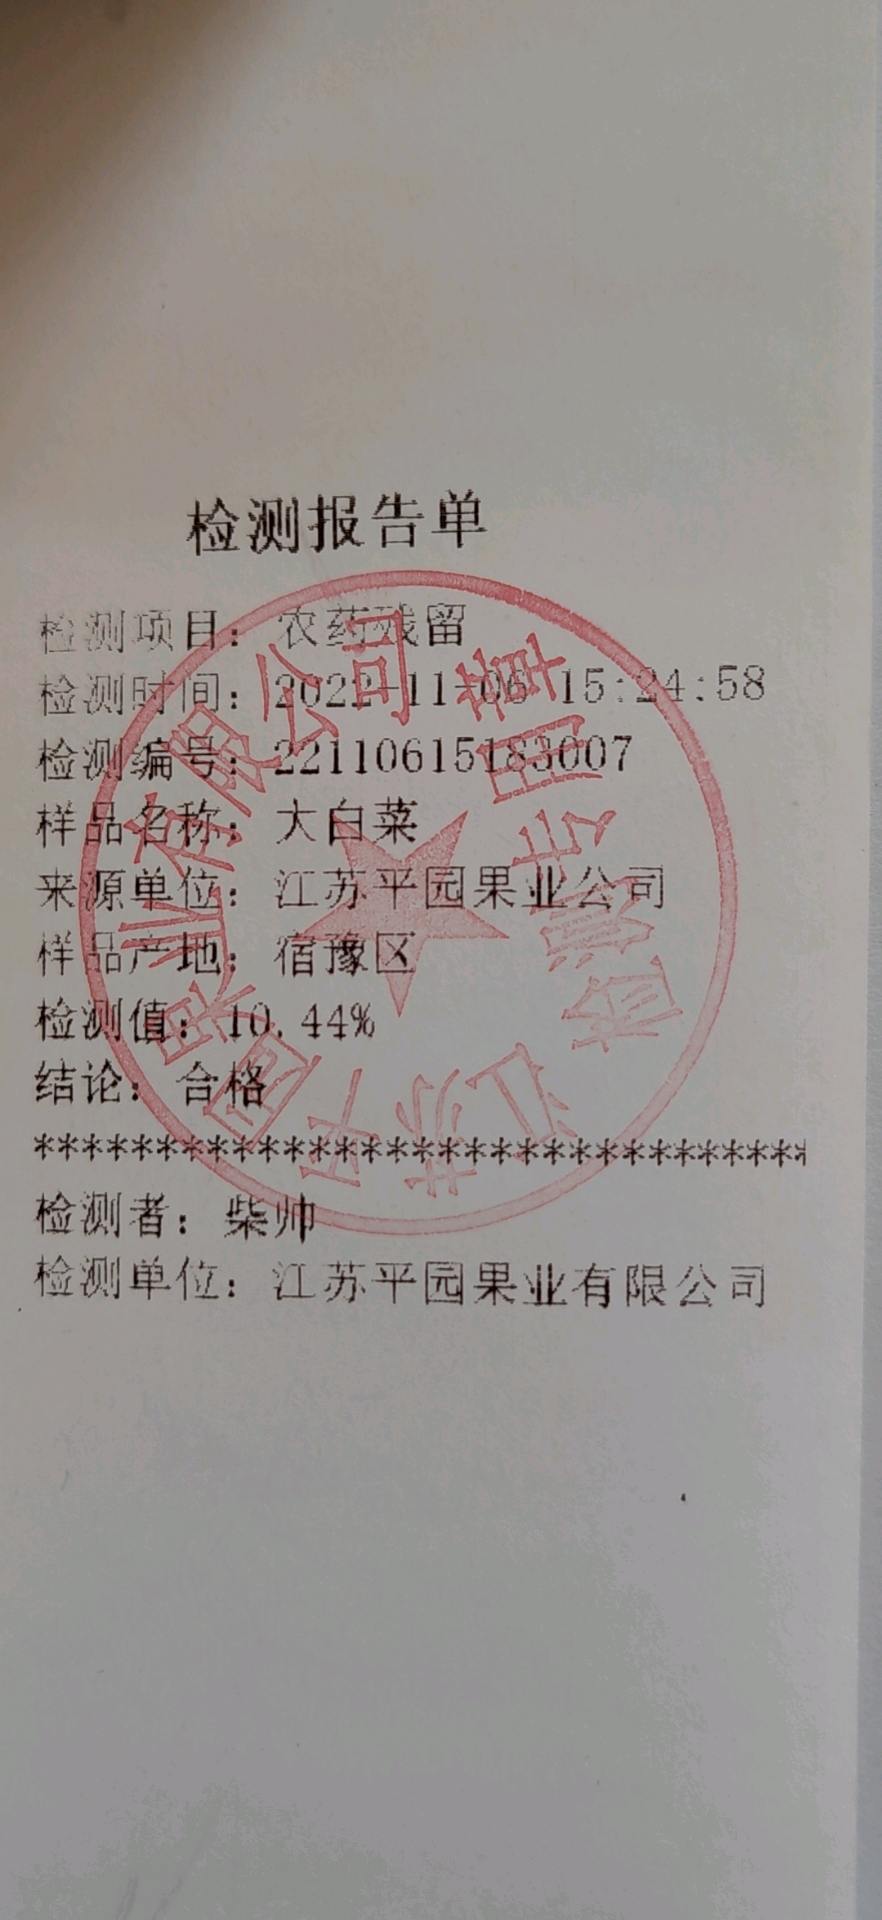 检测报告单
检测项目：农药残留
检测时间：2022-11-06 15:24:58
检测编号：22110615183007
样品名称：大白菜
来源单位：江苏平园果业公司
样品产地：宿豫区
检测值：10.44%
结论：合格
*******************************
检测者：柴帅
检测单位：江苏平园果业有限公司
江苏平园果业有限公司
检测专用章